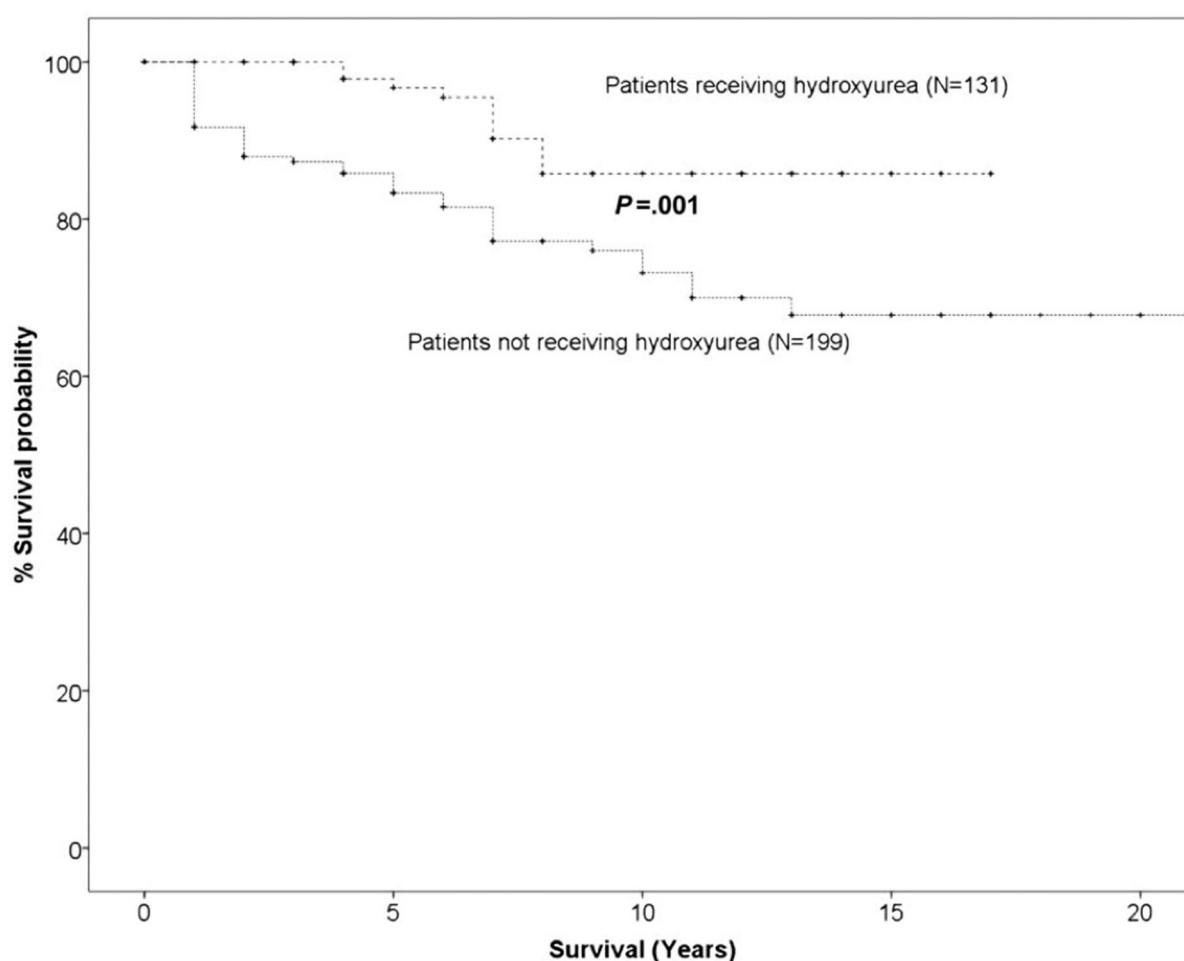 100
80
60
40
20
0
% Survival probability
Patients receiving hydroxyurea (N=131)
P=.001
Patients not receiving hydroxyurea (N=199)
0 5 10 15 20
Survival (Years)